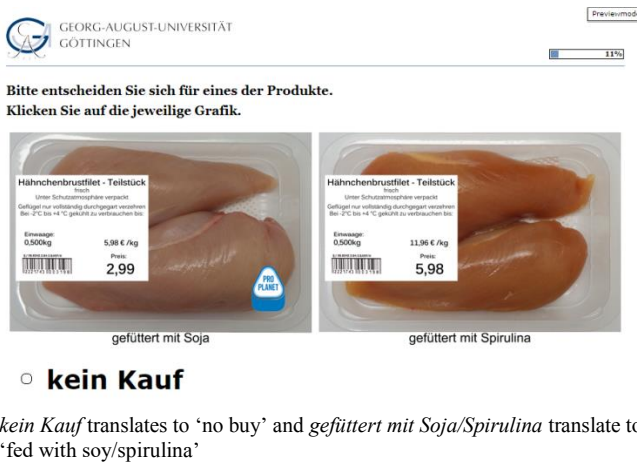 GEORG-AUGUST-UNIVERSITÄT
GÖTTINGEN
Previewmod
11%
Bitte entscheiden Sie sich für eines der Produkte.
Klicken Sie auf die jeweilige Grafik.
Hähnchenbrustfilet - Teilstück
frisch
Unter Schutzatmosphäre verpackt
Geflügel nur vollständig durchgegart verzehren
Bei -2°C bis +4 °C gekühlt zu verbrauchen bis:
Einwaage:
0,500kg
5,98 € /kg
Preis:
2,99
PRO
PLANET
gefüttert mit Soja
Hähnchenbrustfilet - Teilstück
frisch
Unter Schutzatmosphäre verpackt
Geflügel nur vollständig durchgegart verzehren
Bei -2°C bis +4 °C gekühlt zu verbrauchen bis:
Einwaage:
0,500kg
11,96 € /kg
Preis:
5,98
gefüttert mit Spirulina
kein Kauf
kein Kauf translates to ‘no buy’ and gefüttert mit Soja/Spirulina translate to
‘fed with soy/spirulina’